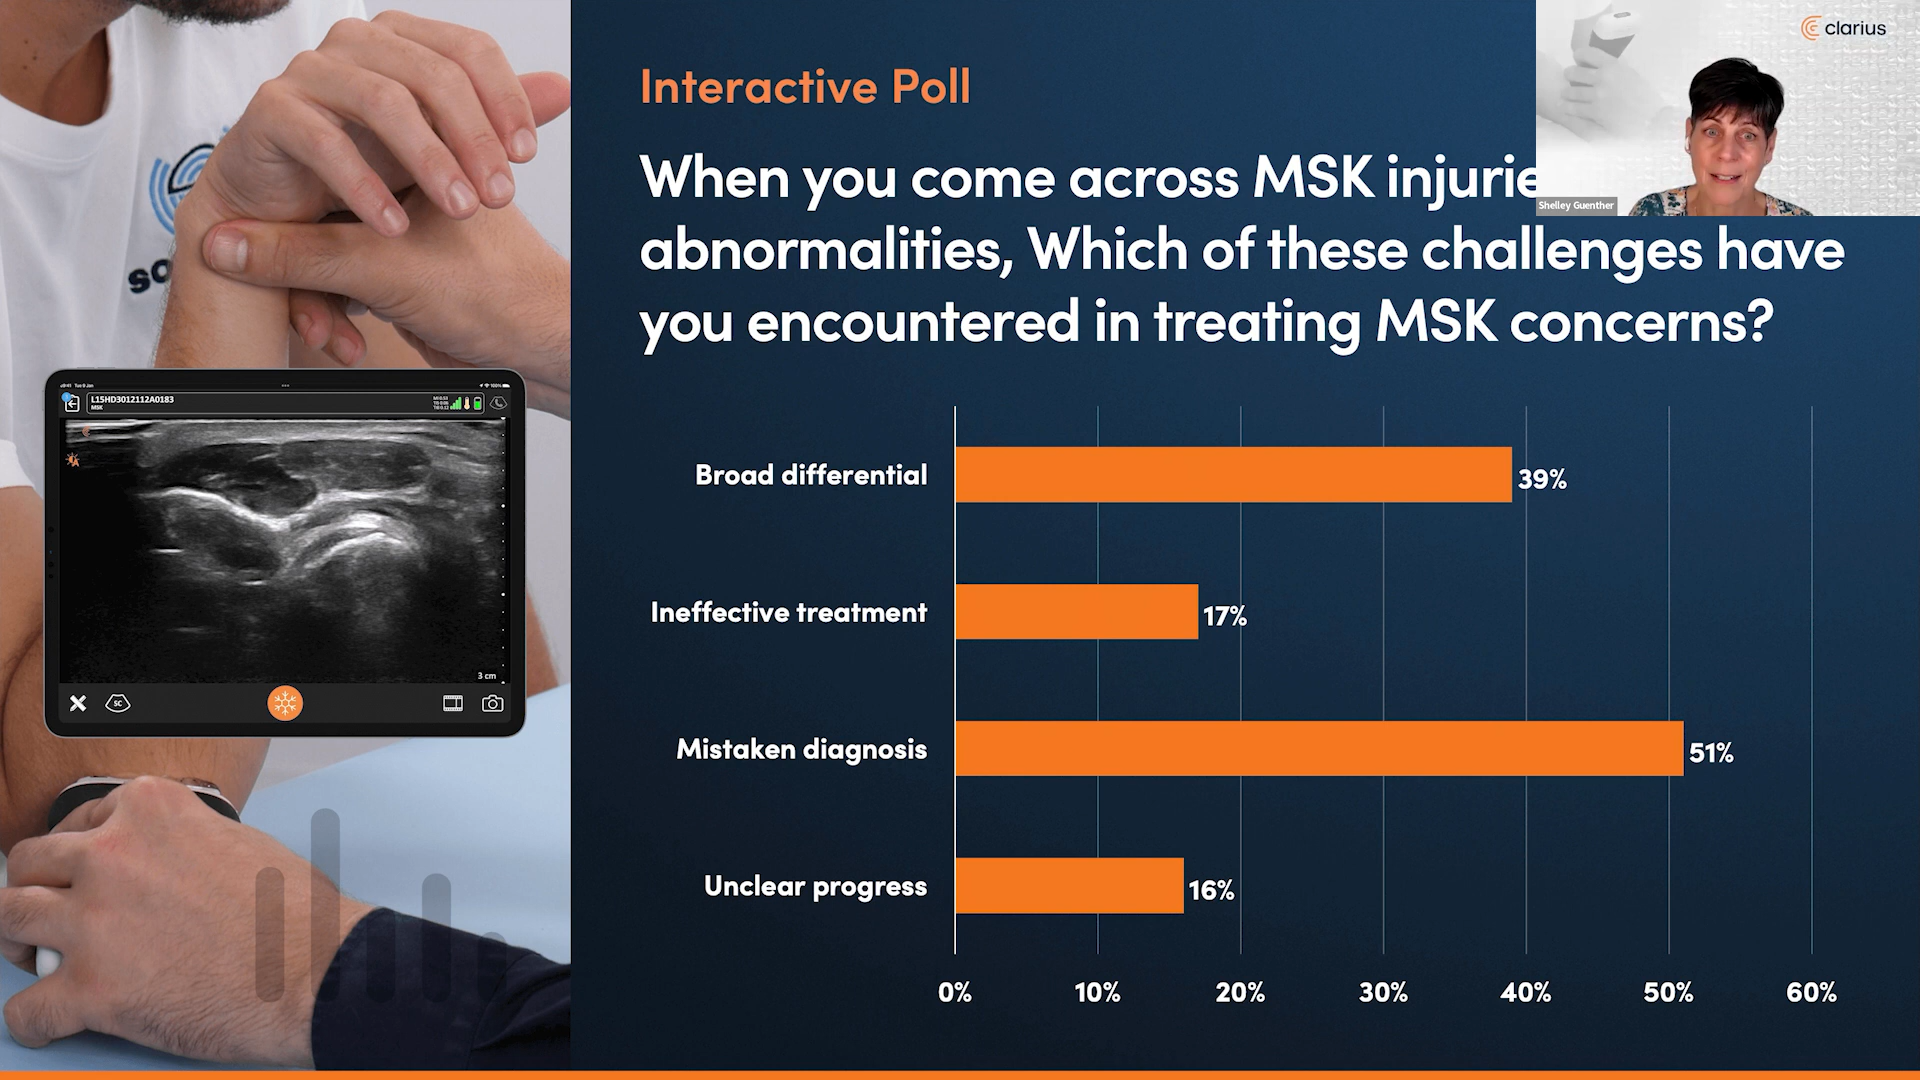 clarius
Interactive Poll
When you come across MSK injurie
Shelley Guenther
abnormalities, Which of these challenges have
you encountered in treating MSK concerns?
so
L15HD3012112A0183
MSK
3 cm
SC
Broad differential
39%
Ineffective treatment
17%
Mistaken diagnosis
51%
Unclear progress
16%
0% 10% 20% 30% 40% 50% 60%